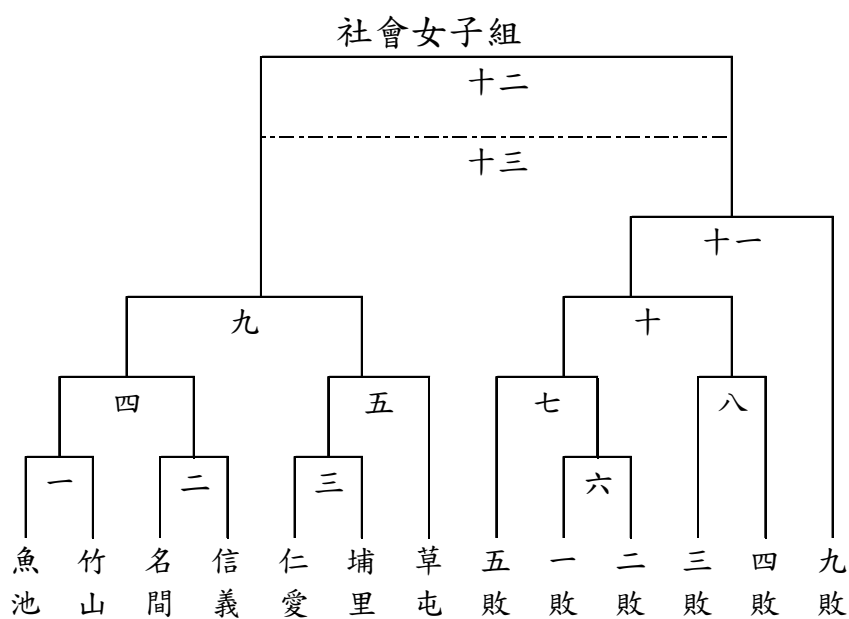 社會女子組
十二
十三
十一
九 十
四 五 七 八
一 二 三 六
魚池 竹山 名間 信義 仁愛 埔里 草屯 五敗 一敗 二敗 三敗 四敗 九敗